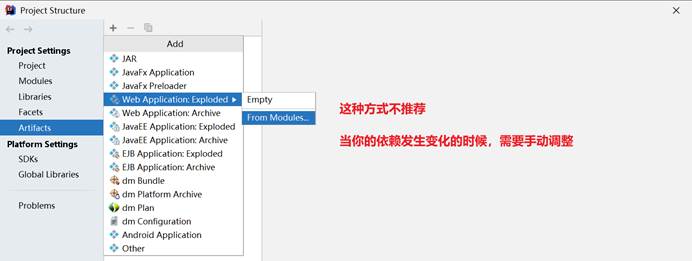 Project Structure
Project Settings
Project
Modules
Libraries
Facets
Artifacts
Platform Settings
SDKs
Global Libraries
Problems
Add
JAR
JavaFx Application
JavaFx Preloader
Web Application: Exploded
Web Application: Archive
JavaEE Application: Exploded
JavaEE Application: Archive
EJB Application: Exploded
EJB Application: Archive
dm Bundle
dm Platform Archive
dm Plan
dm Configuration
Android Application
Other
Empty
From Modules...
这种方式不推荐
当你的依赖发生变化的时候，需要手动调整